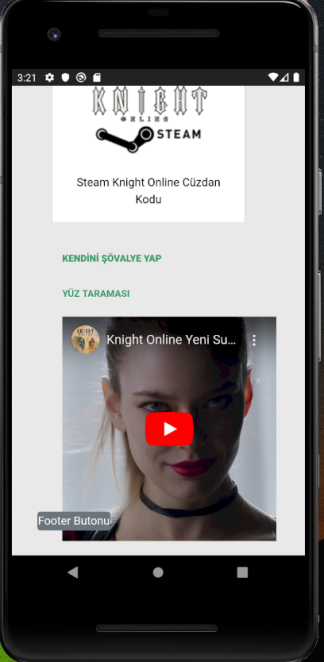 3:21
KNIGHT
ONLINE
STEAM
Steam Knight Online Cüzdan
Kodu
KENDİNİ ŞÖVALYE YAP
YÜZ TARAMASI
Knight Online Yeni Su...
Footer Butonu